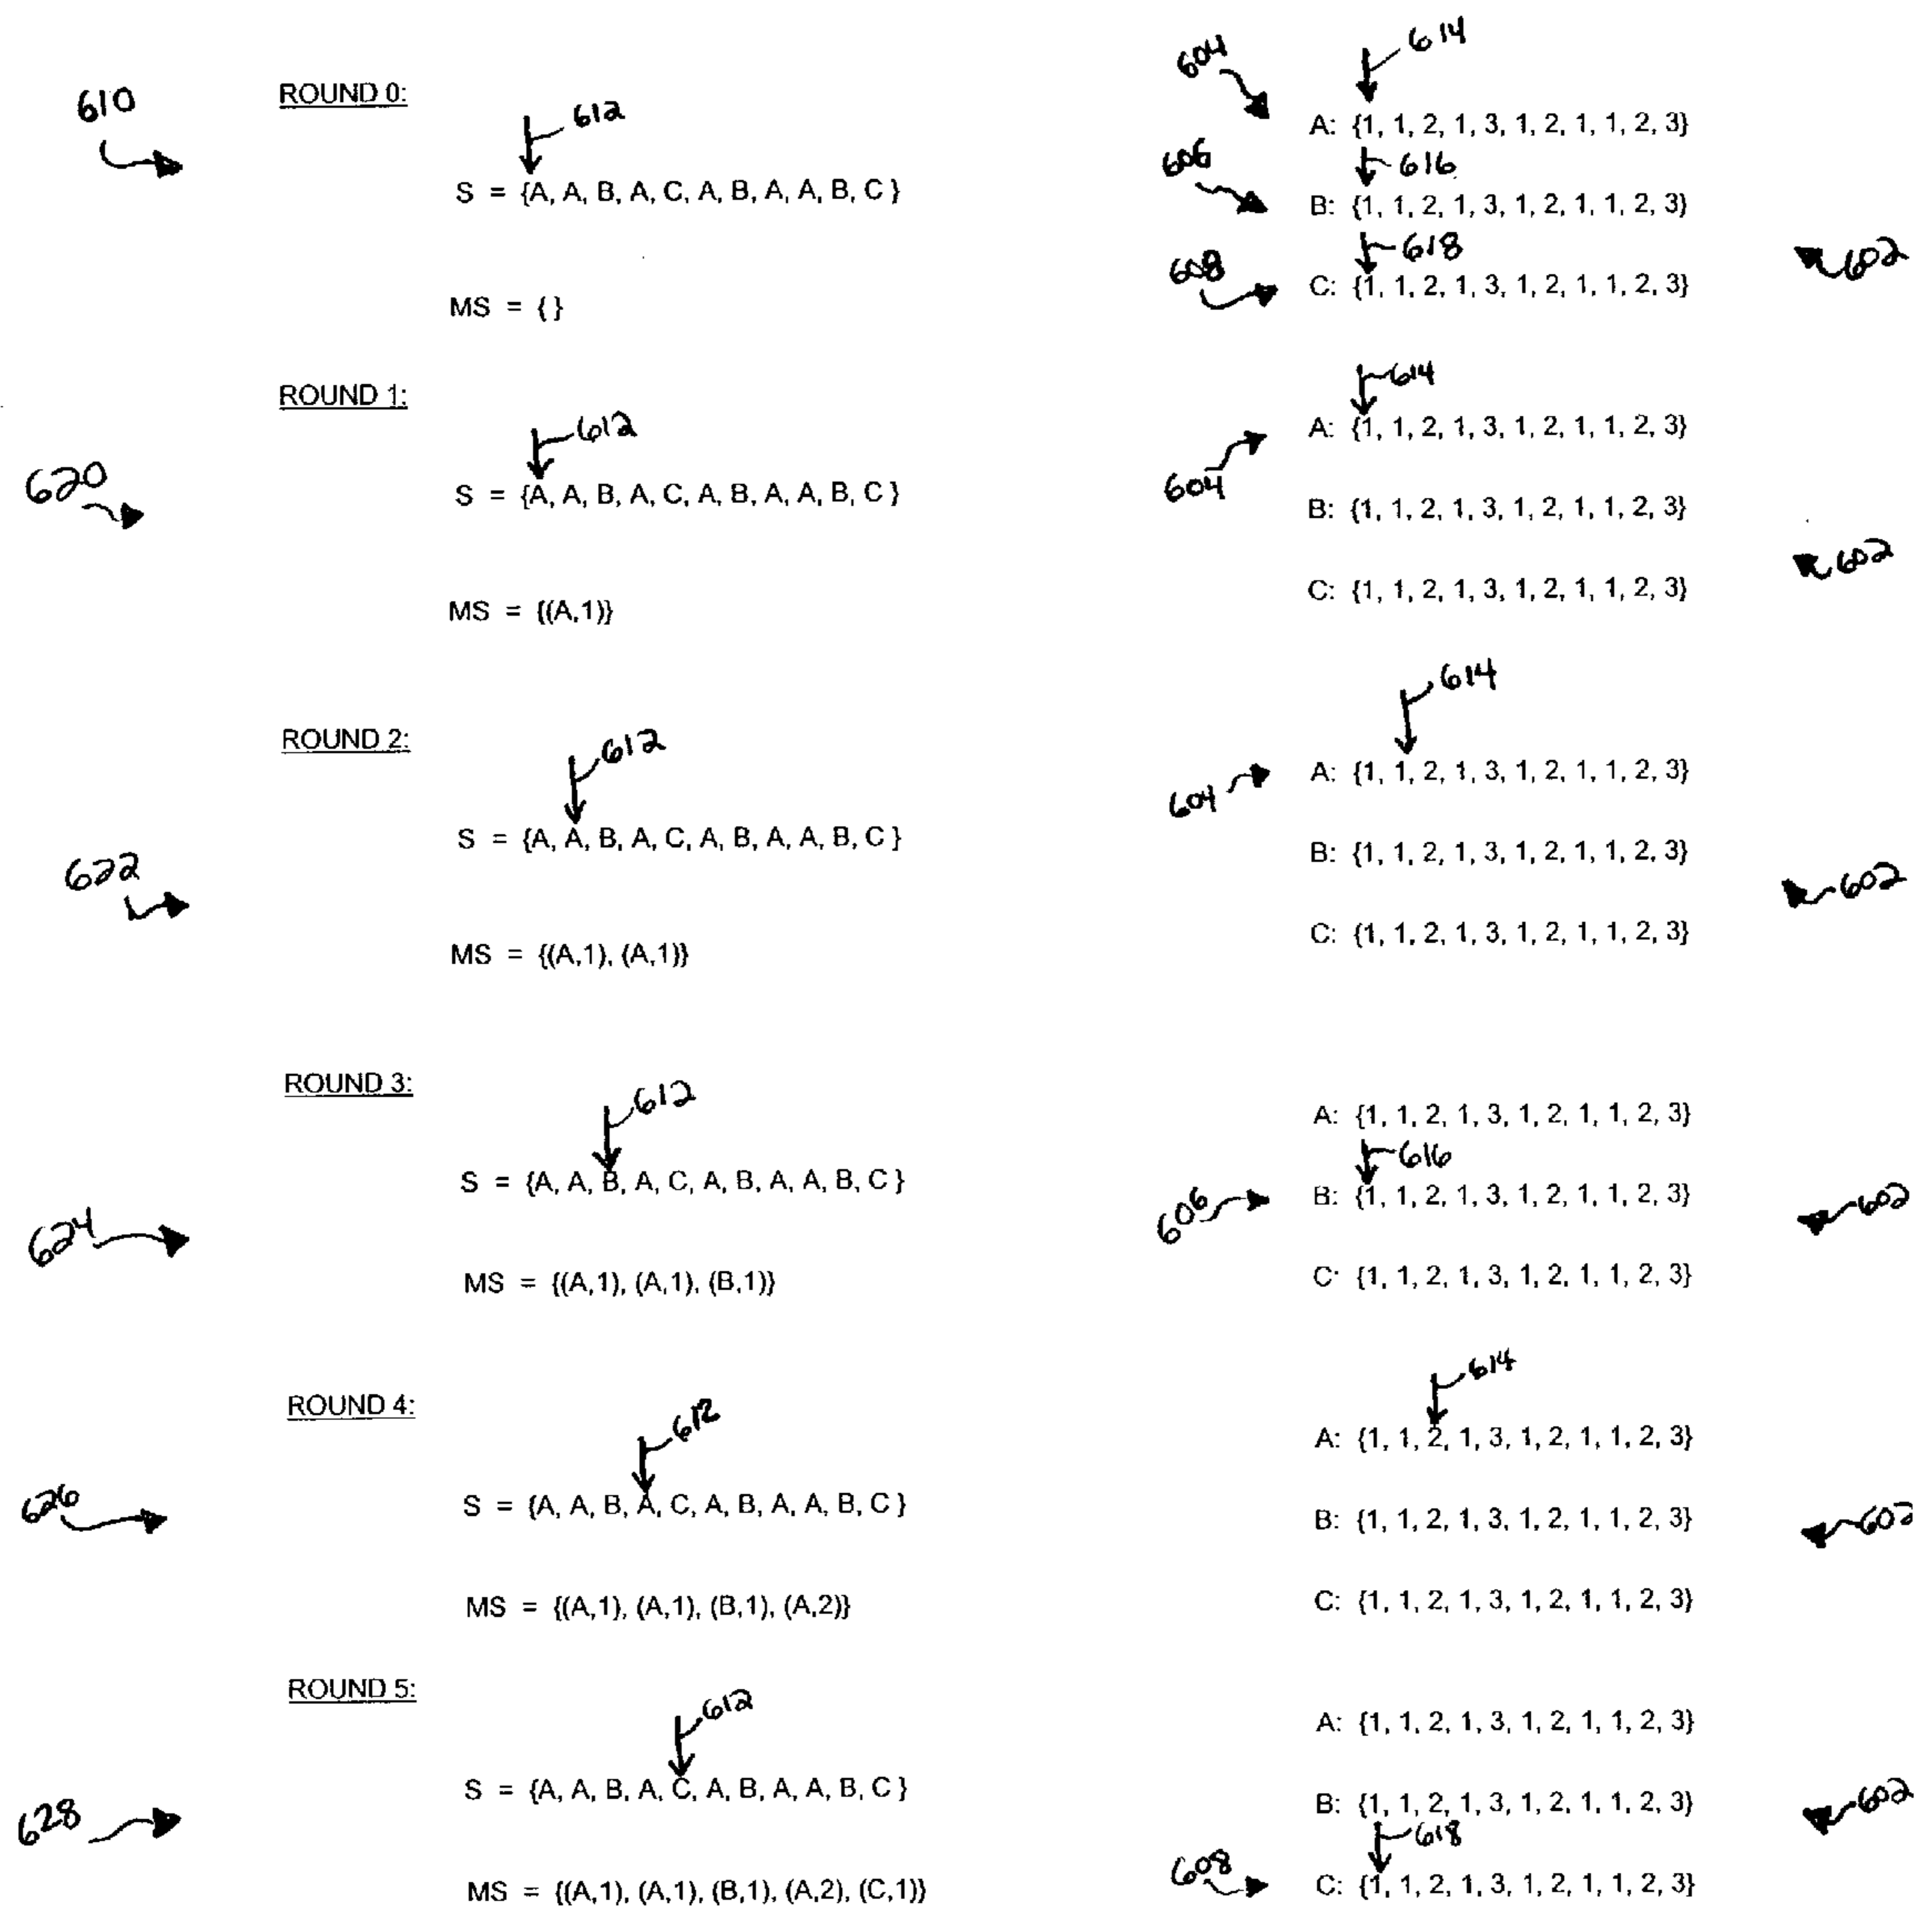 604 614
610 ROUND 0:
612
A: {1, 1, 2, 1, 3, 1, 2, 1, 1, 2, 3}
606 616
S = {A, A, B, A, C, A, B, A, A, B, C}
B: {1, 1, 2, 1, 3, 1, 2, 1, 1, 2, 3}
608 618 602
C: {1, 1, 2, 1, 3, 1, 2, 1, 1, 2, 3}
MS = { }
ROUND 1:
614
612
A: {1, 1, 2, 1, 3, 1, 2, 1, 1, 2, 3}
620 604
S = {A, A, B, A, C, A, B, A, A, B, C}
B: {1, 1, 2, 1, 3, 1, 2, 1, 1, 2, 3}
602
C: {1, 1, 2, 1, 3, 1, 2, 1, 1, 2, 3}
MS = {(A,1)}
614
ROUND 2:
612
A: {1, 1, 2, 1, 3, 1, 2, 1, 1, 2, 3}
604
S = {A, A, B, A, C, A, B, A, A, B, C}
B: {1, 1, 2, 1, 3, 1, 2, 1, 1, 2, 3}
622 602
C: {1, 1, 2, 1, 3, 1, 2, 1, 1, 2, 3}
MS = {(A,1), (A,1)}
ROUND 3:
612
A: {1, 1, 2, 1, 3, 1, 2, 1, 1, 2, 3}
616
S = {A, A, B, A, C, A, B, A, A, B, C}
606 B: {1, 1, 2, 1, 3, 1, 2, 1, 1, 2, 3} 602
624
MS = {(A,1), (A,1), (B,1)}
C: {1, 1, 2, 1, 3, 1, 2, 1, 1, 2, 3}
614
ROUND 4:
612
A: {1, 1, 2, 1, 3, 1, 2, 1, 1, 2, 3}
626
S = {A, A, B, A, C, A, B, A, A, B, C}
B: {1, 1, 2, 1, 3, 1, 2, 1, 1, 2, 3} 602
MS = {(A,1), (A,1), (B,1), (A,2)}
C: {1, 1, 2, 1, 3, 1, 2, 1, 1, 2, 3}
ROUND 5:
612
A: {1, 1, 2, 1, 3, 1, 2, 1, 1, 2, 3}
S = {A, A, B, A, C, A, B, A, A, B, C}
628 B: {1, 1, 2, 1, 3, 1, 2, 1, 1, 2, 3} 602
618
608
MS = {(A,1), (A,1), (B,1), (A,2), (C,1)}
C: {1, 1, 2, 1, 3, 1, 2, 1, 1, 2, 3}